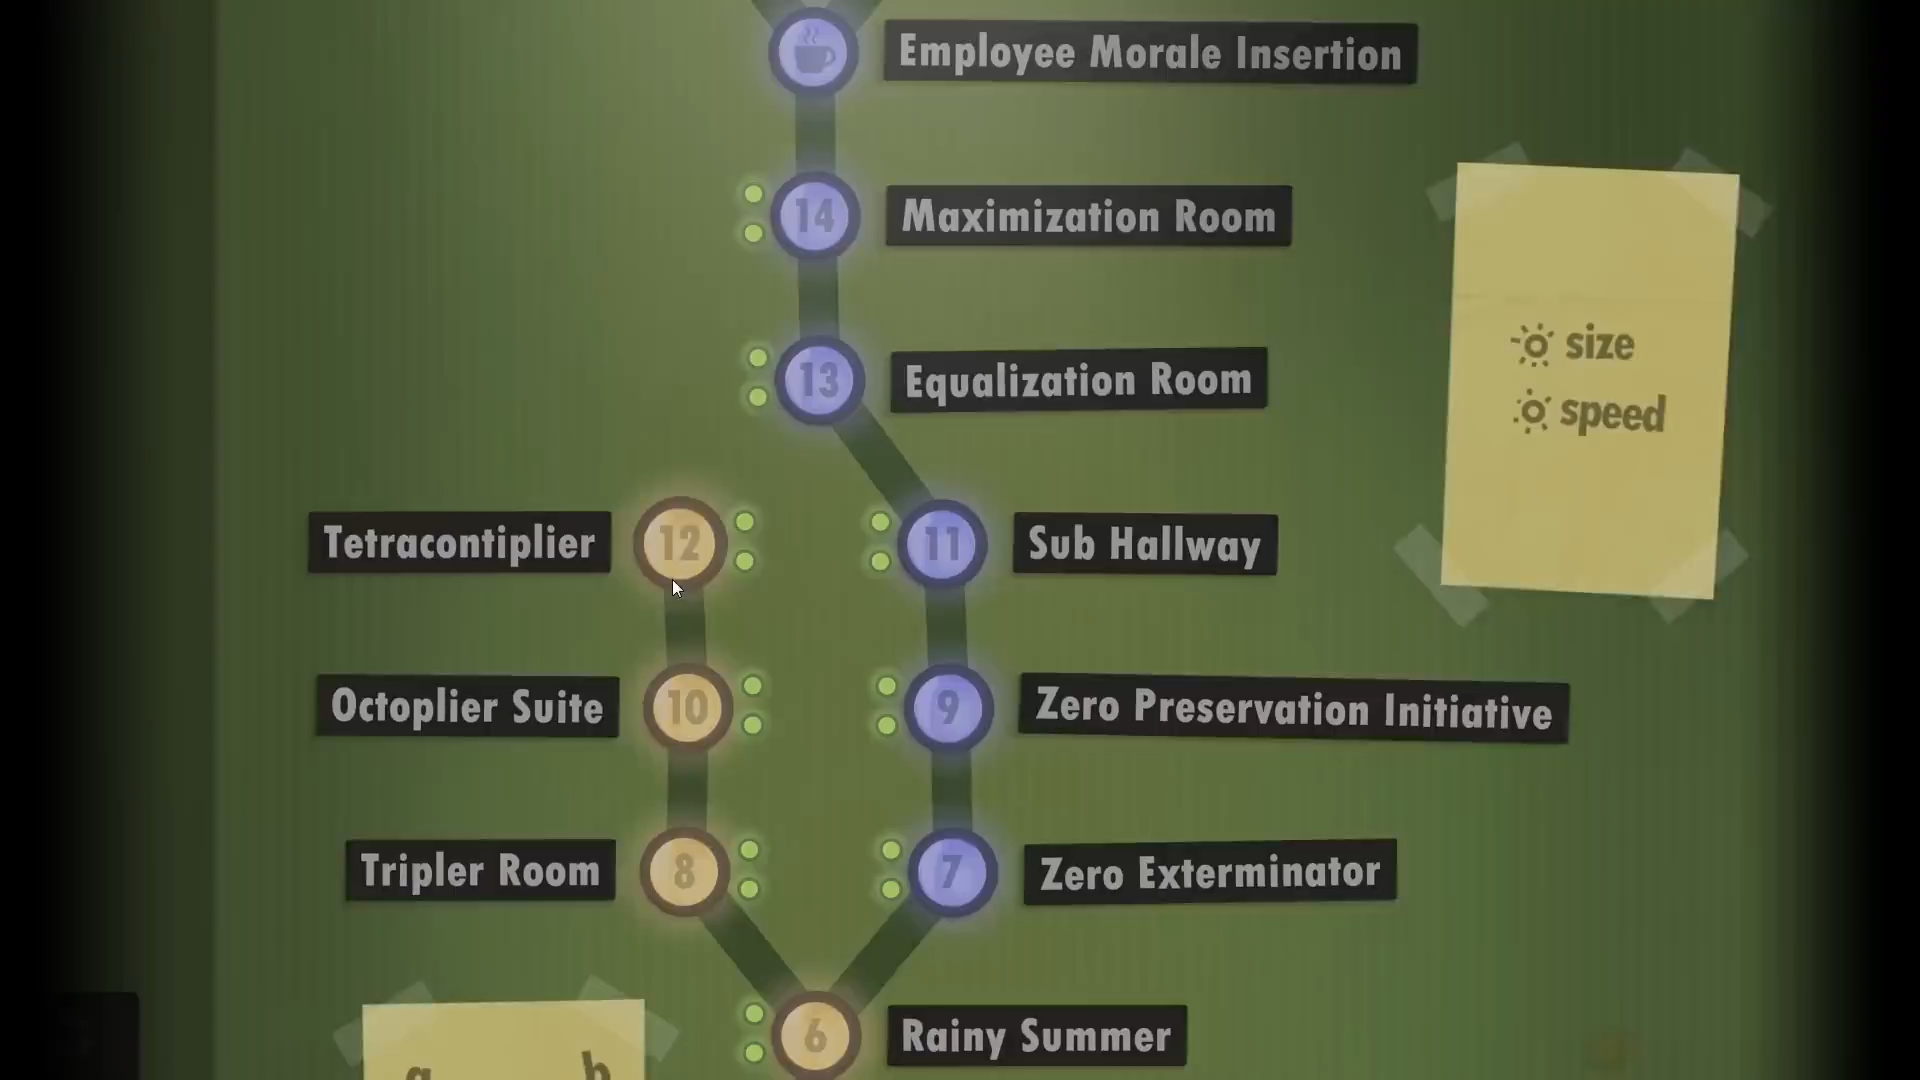 Employee Morale Insertion
14
Maximization Room
13
Equalization Room
size
speed
Tetracontiplier
12
11
Sub Hallway
Octoplier Suite
10
9
Zero Preservation Initiative
Tripler Room
8
7
Zero Exterminator
6
Rainy Summer
a b